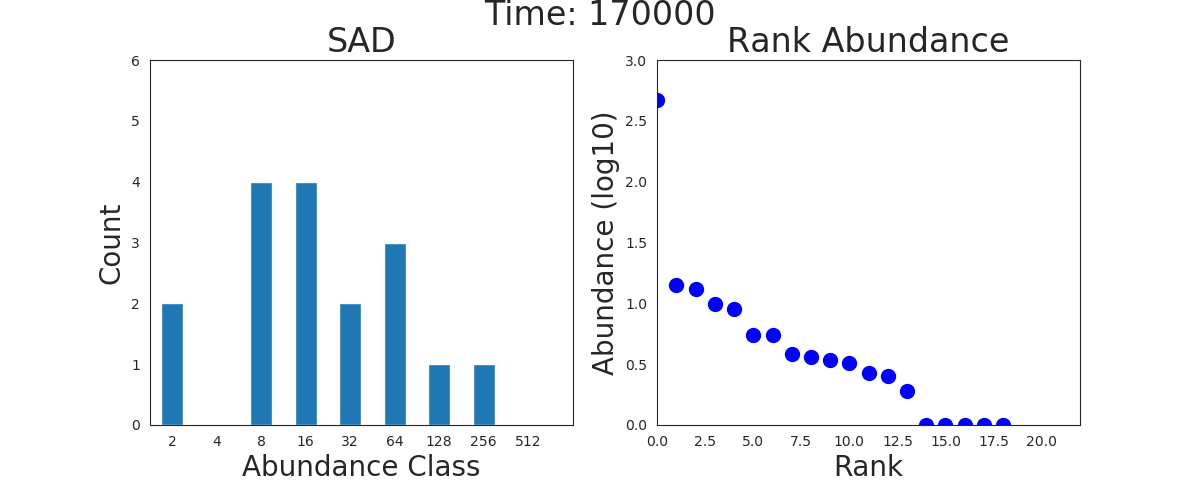 Time: 170000
SAD
6
5
4
3
2
1
0
Count
2 4 8 16 32 64 128 256 512
Abundance Class
Rank Abundance
3.0
2.5
2.0
1.5
1.0
0.5
0.0
Abundance (log10)
0.0 2.5 5.0 7.5 10.0 12.5 15.0 17.5 20.0
Rank